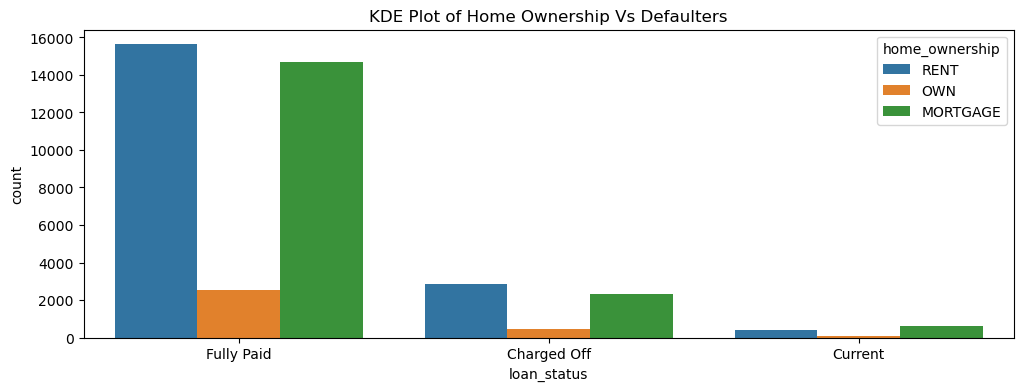 KDE Plot of Home Ownership Vs Defaulters
16000
14000
12000
10000
8000
6000
4000
2000
0
count
home_ownership
RENT
OWN
MORTGAGE
Fully Paid
Charged Off
Current
loan_status